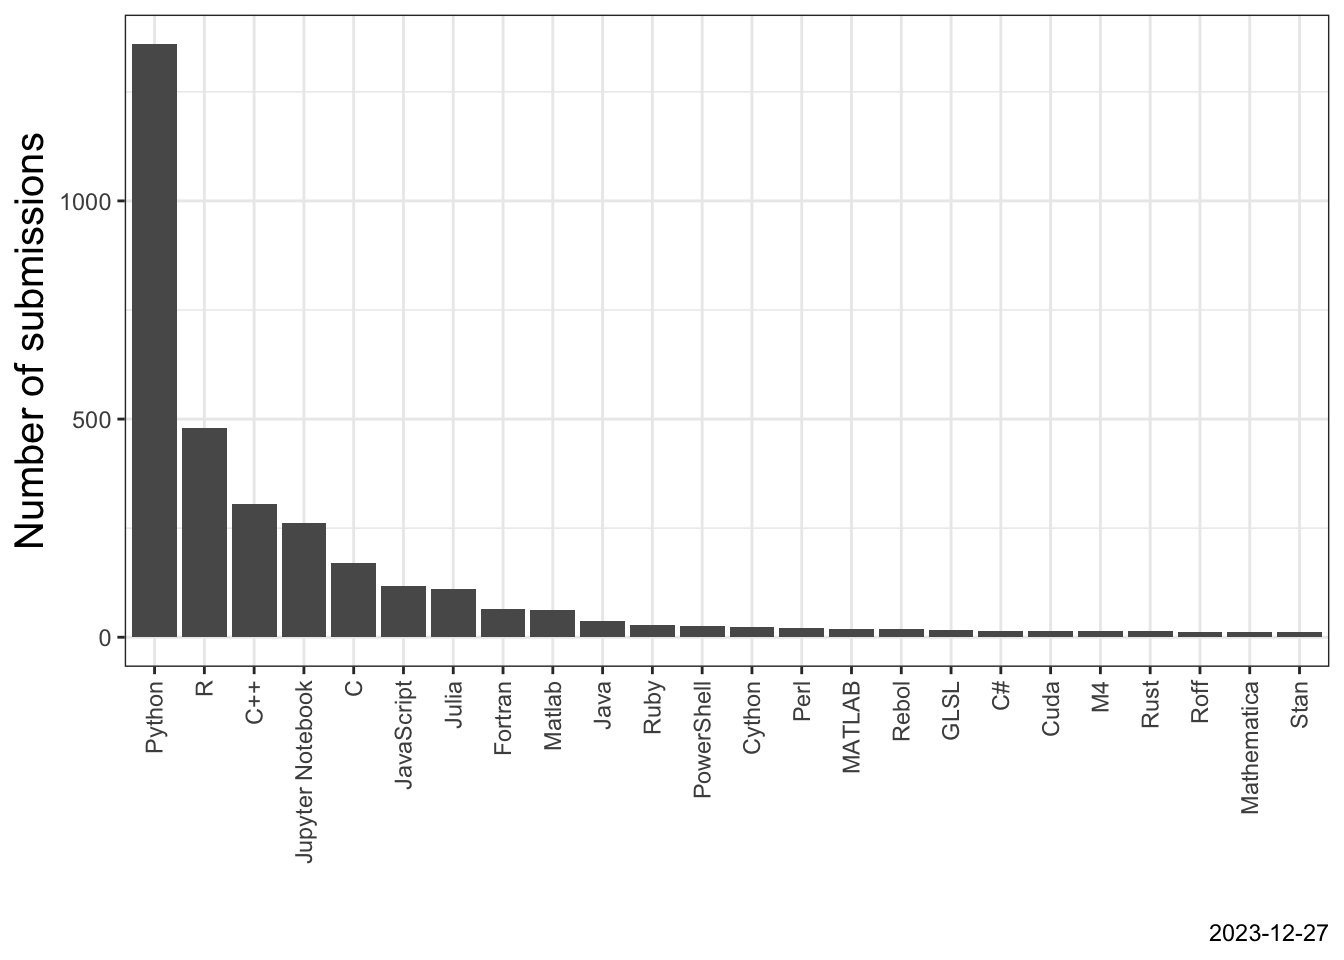 Number of submissions
1000
500
0
Python
R
C++
Jupyter Notebook
C
JavaScript
Julia
Fortran
Matlab
Java
Ruby
PowerShell
Cython
Perl
MATLAB
Rebol
GLSL
C#
Cuda
M4
Rust
Roff
Mathematica
Stan
2023-12-27